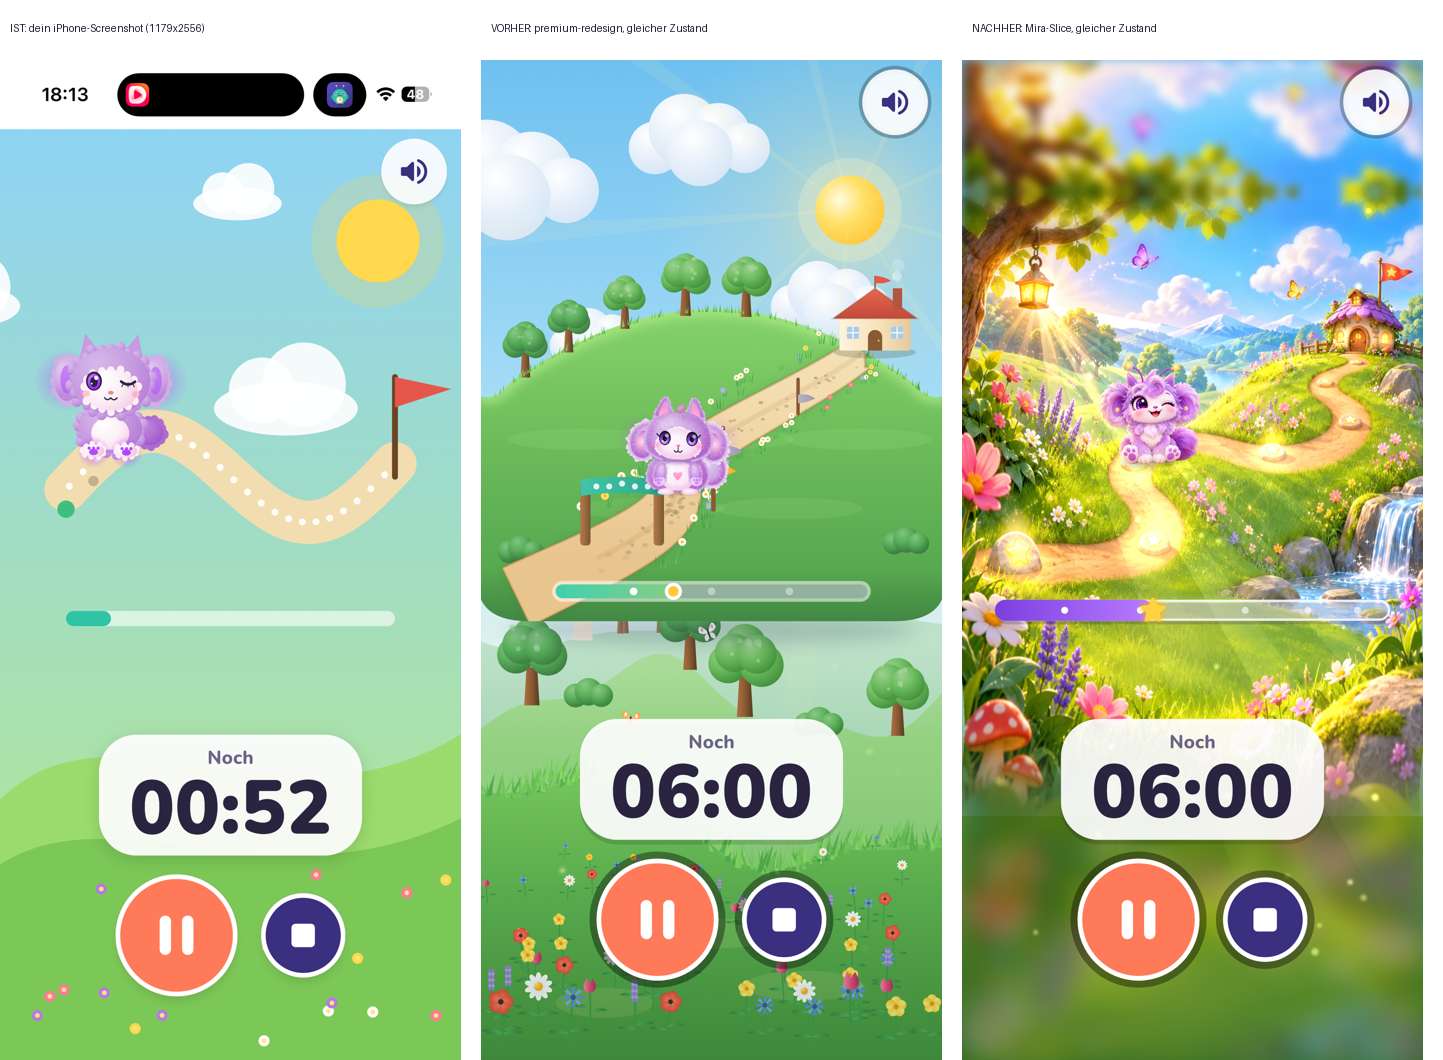 IST: dein iPhone-Screenshot (1179x2556)
VORHER: premium-redesign, gleicher Zustand
NACHHER: Mira-Slice, gleicher Zustand
18:13
48
Noch
00:52
Noch
06:00
Noch
06:00